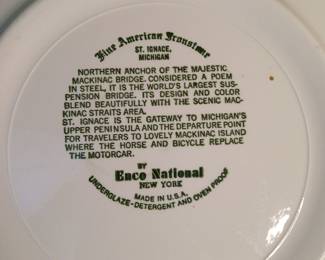 Fine American Ironstone
ST. IGNACE,
MICHIGAN
NORTHERN ANCHOR OF THE MAJESTIC
MACKINAC BRIDGE. CONSIDERED A POEM
IN STEEL, IT IS THE WORLD'S LARGEST SUS-
PENSION BRIDGE. ITS DESIGN AND COLOR
BLEND BEAUTIFULLY WITH THE SCENIC MAC-
KINAC STRAITS AREA.
ST. IGNACE IS THE GATEWAY TO MICHIGAN'S
UPPER PENINSULA AND THE DEPARTURE POINT
FOR TRAVELERS TO LOVELY MACKINAC ISLAND
WHERE THE HORSE AND BICYCLE REPLACE
THE MOTORCAR.
BY
Enco National
NEW YORK
MADE IN U.S.A.
UNDERGLAZE-DETERGENT AND OVEN PROOF